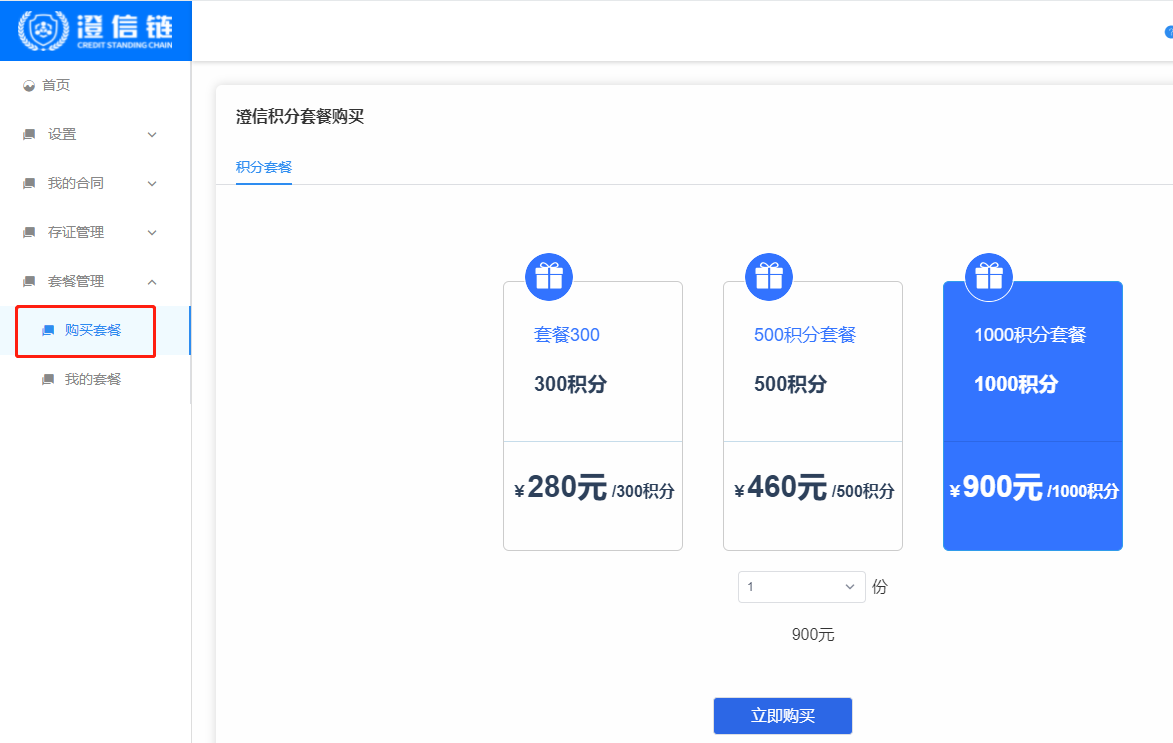 澄信链
CREDIT STANDING CHAIN
首页
设置
我的合同
存证管理
套餐管理
购买套餐
我的套餐
澄信积分套餐购买
积分套餐
套餐300
300积分
¥280元 /300积分
500积分套餐
500积分
¥460元 /500积分
1000积分套餐
1000积分
¥900元 /1000积分
1 份
900元
立即购买